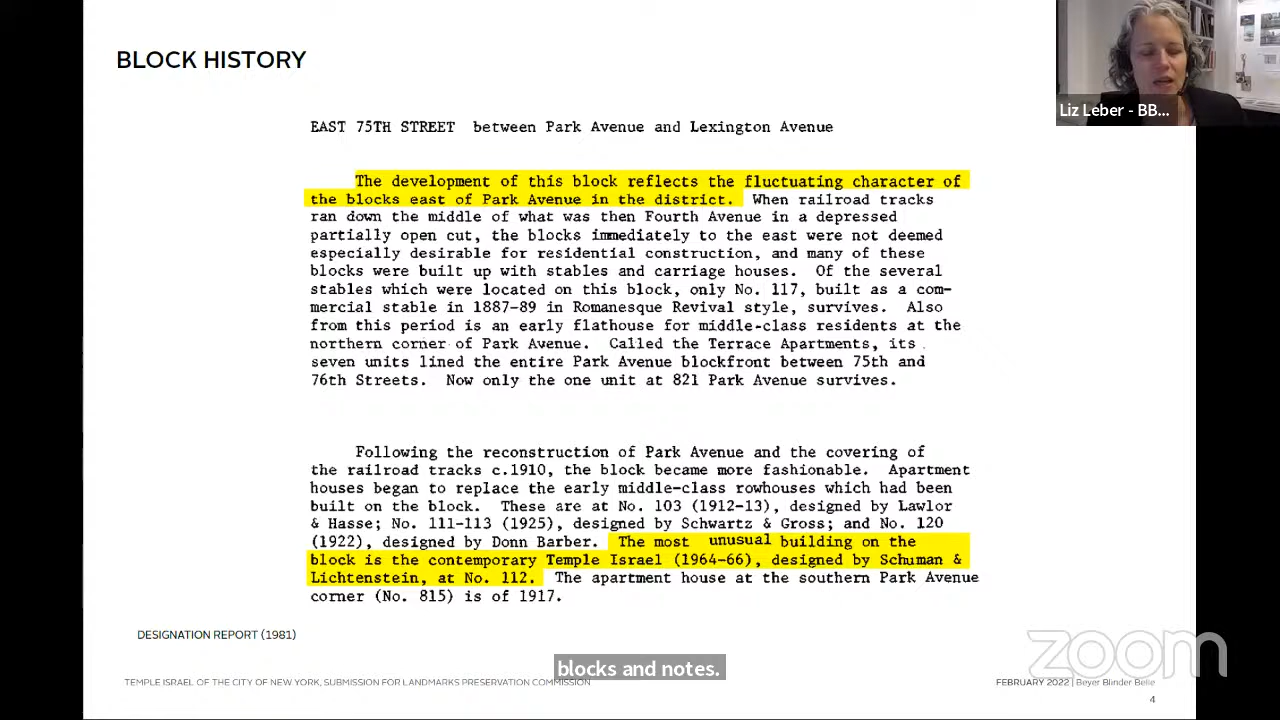 BLOCK HISTORY
Liz Leber - BB...
EAST 75TH STREET between Park Avenue and Lexington Avenue
The development of this block reflects the fluctuating character of
the blocks east of Park Avenue in the district. When railroad tracks
ran down the middle of what was then Fourth Avenue in a depressed
partially open cut, the blocks immediately to the east were not deemed
especially desirable for residential construction, and many of these
blocks were built up with stables and carriage houses. Of the several
stables which were located on this block, only No. 117, built as a com-
mercial stable in 1887-89 in Romanesque Revival style, survives. Also
from this period is an early flathouse for middle-class residents at the
northern corner of Park Avenue. Called the Terrace Apartments, its
seven units lined the entire Park Avenue blockfront between 75th and
76th Streets. Now only the one unit at 821 Park Avenue survives.
Following the reconstruction of Park Avenue and the covering of
the railroad tracks c.1910, the block became more fashionable. Apartment
houses began to replace the early middle-class rowhouses which had been
built on the block. These are at No. 103 (1912-13), designed by Lawlor
& Hasse; No. 111-113 (1925), designed by Schwartz & Gross; and No. 120
(1922), designed by Donn Barber. The most unusual building on the
block is the contemporary Temple Israel (1964-66), designed by Schuman &
Lichtenstein, at No. 112. The apartment house at the southern Park Avenue
corner (No. 815) is of 1917.
DESIGNATION REPORT (1981)
zoom
blocks and notes.
TEMPLE ISRAEL OF THE CITY OF NEW YORK, SUBMISSION FOR LANDMARKS PRESERVATION COMMISSION
FEBRUARY 2022 | Beyer Blinder Belle
4